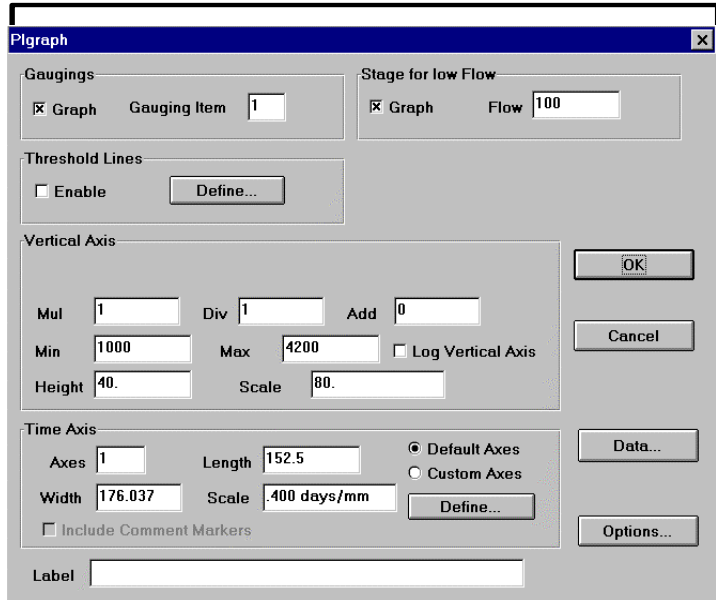 Plgraph
Gaugings
Graph Gauging Item 1
Stage for low Flow
Graph Flow 100
Threshold Lines
Enable Define...
Vertical Axis
Mul 1 Div 1 Add 0
Min 1000 Max 4200 Log Vertical Axis
Height 40. Scale 80.
OK
Cancel
Time Axis
Axes 1 Length 152.5 Default Axes
Custom Axes
Width 176.037 Scale .400 days/mm Define...
Include Comment Markers
Data...
Options...
Label